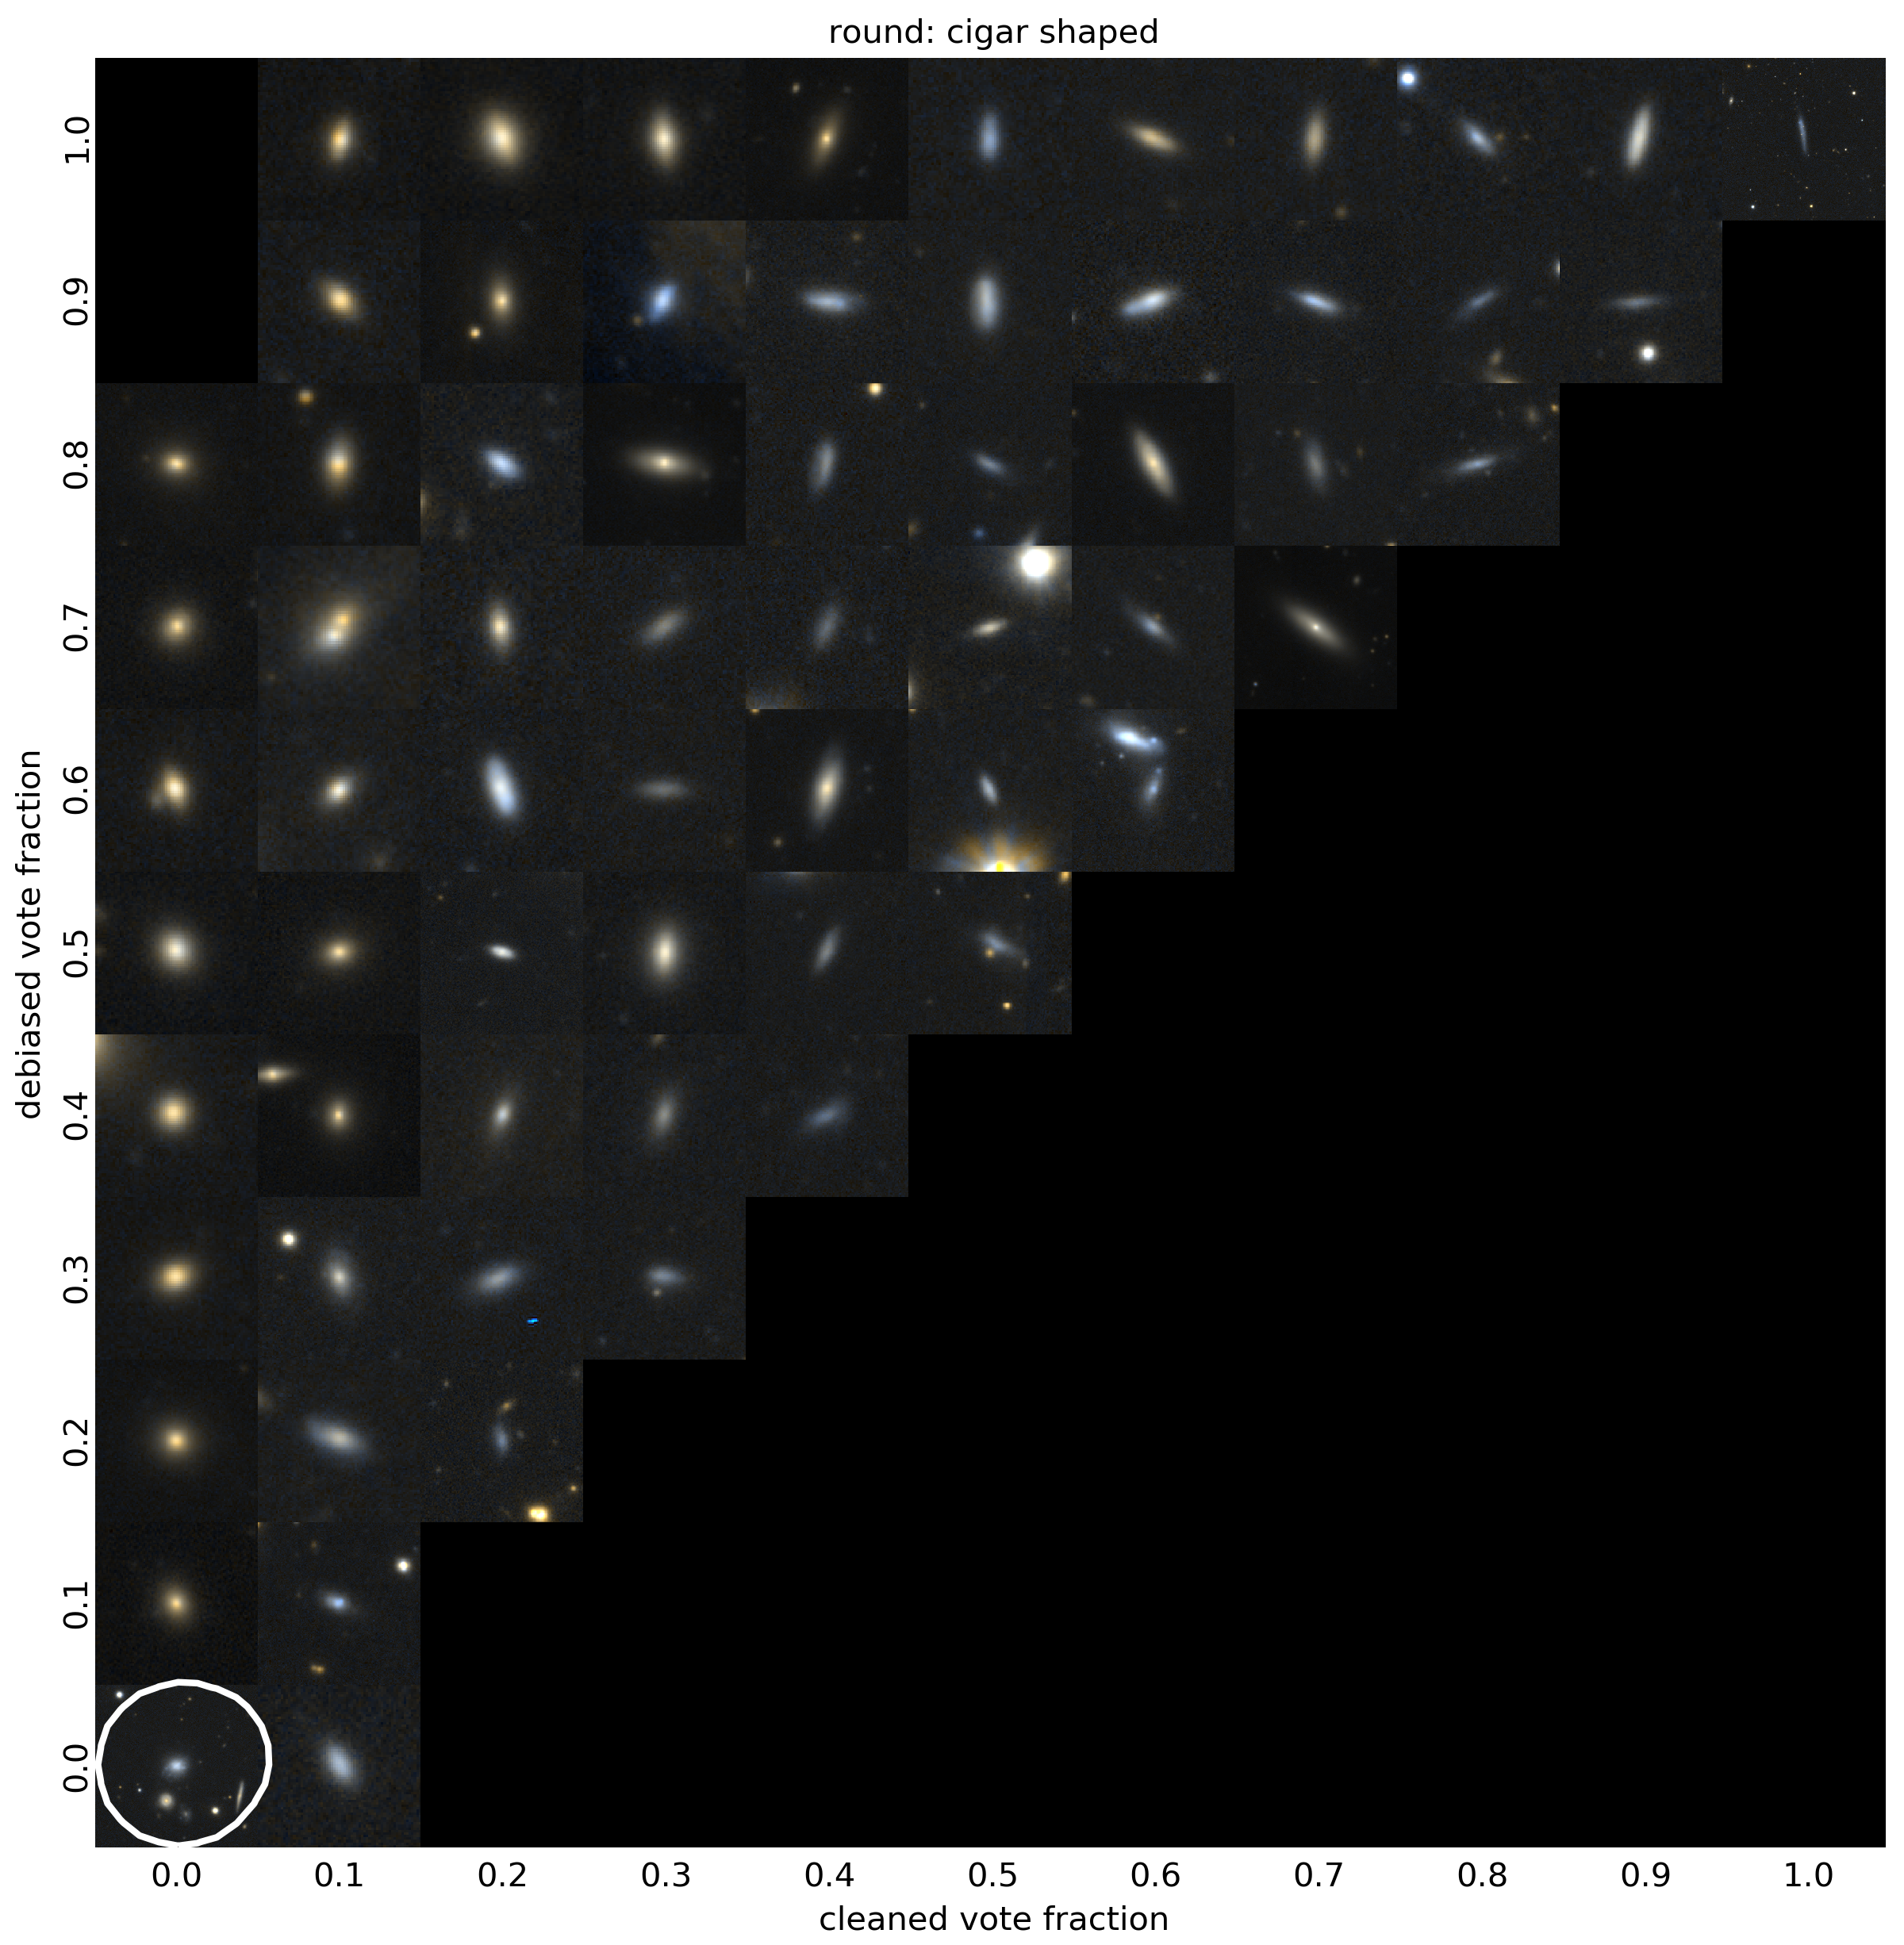 round: cigar shaped
debiased vote fraction
1.0
0.9
0.8
0.7
0.6
0.5
0.4
0.3
0.2
0.1
0.0
0.0 0.1 0.2 0.3 0.4 0.5 0.6 0.7 0.8 0.9 1.0
cleaned vote fraction